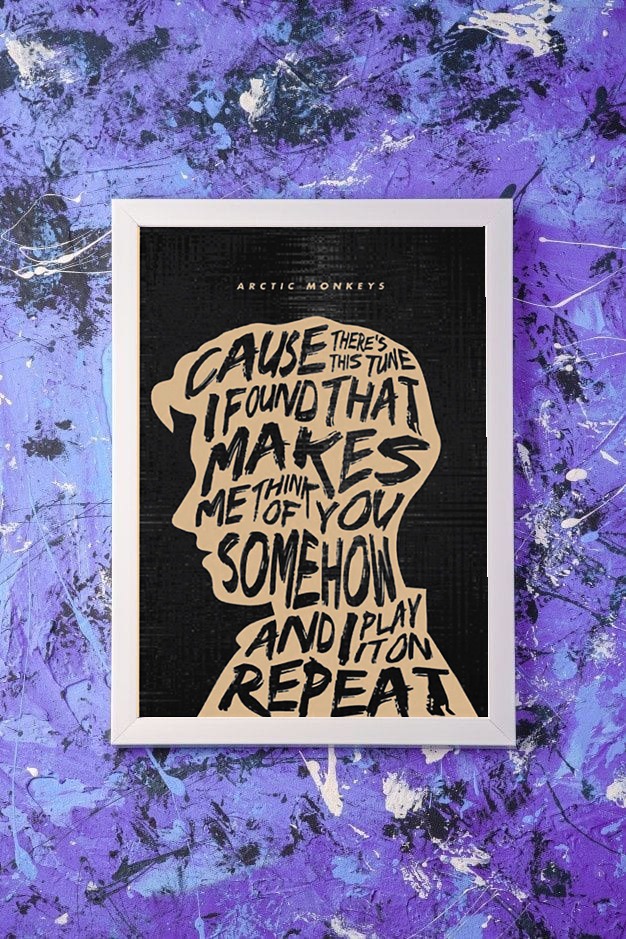 ARCTIC MONKEYS
CAUSE THERE'S
THIS TUNE
I FOUND THAT
MAKES
ME THINK
OF YOU
SOMEHOW
AND I PLAY
IT ON
REPEAT